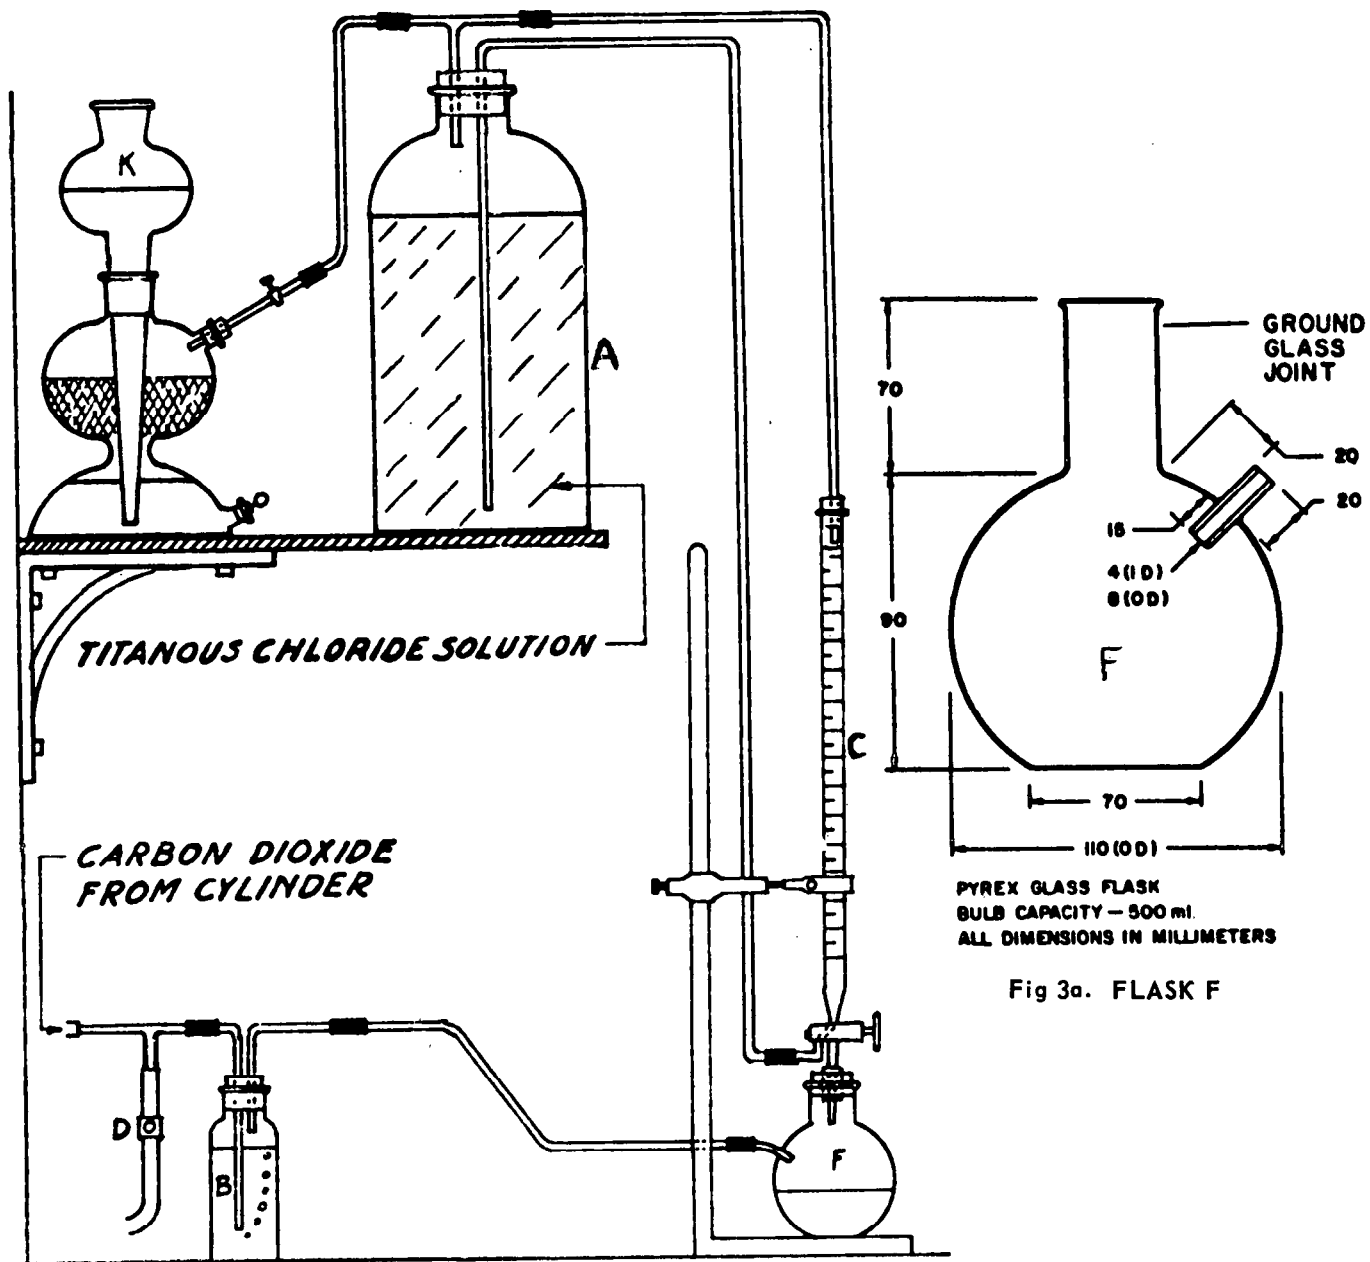 K
A
TITANOUS CHLORIDE SOLUTION
C
CARBON DIOXIDE
FROM CYLINDER
D
B
F
GROUND
GLASS
JOINT
70
20
20
15
4(ID)
8(OD)
90
F
70
110(OD)
PYREX GLASS FLASK
BULB CAPACITY — 500 ml.
ALL DIMENSIONS IN MILLIMETERS
Fig 3a. FLASK F